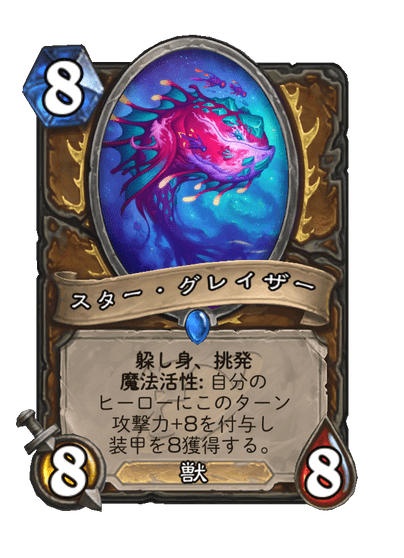 8
スター・グレイザー
躱し身、挑発
魔法活性: 自分の
ヒーローにこのターン
攻撃力+8を付与し
装甲を8獲得する。
8
獣
8